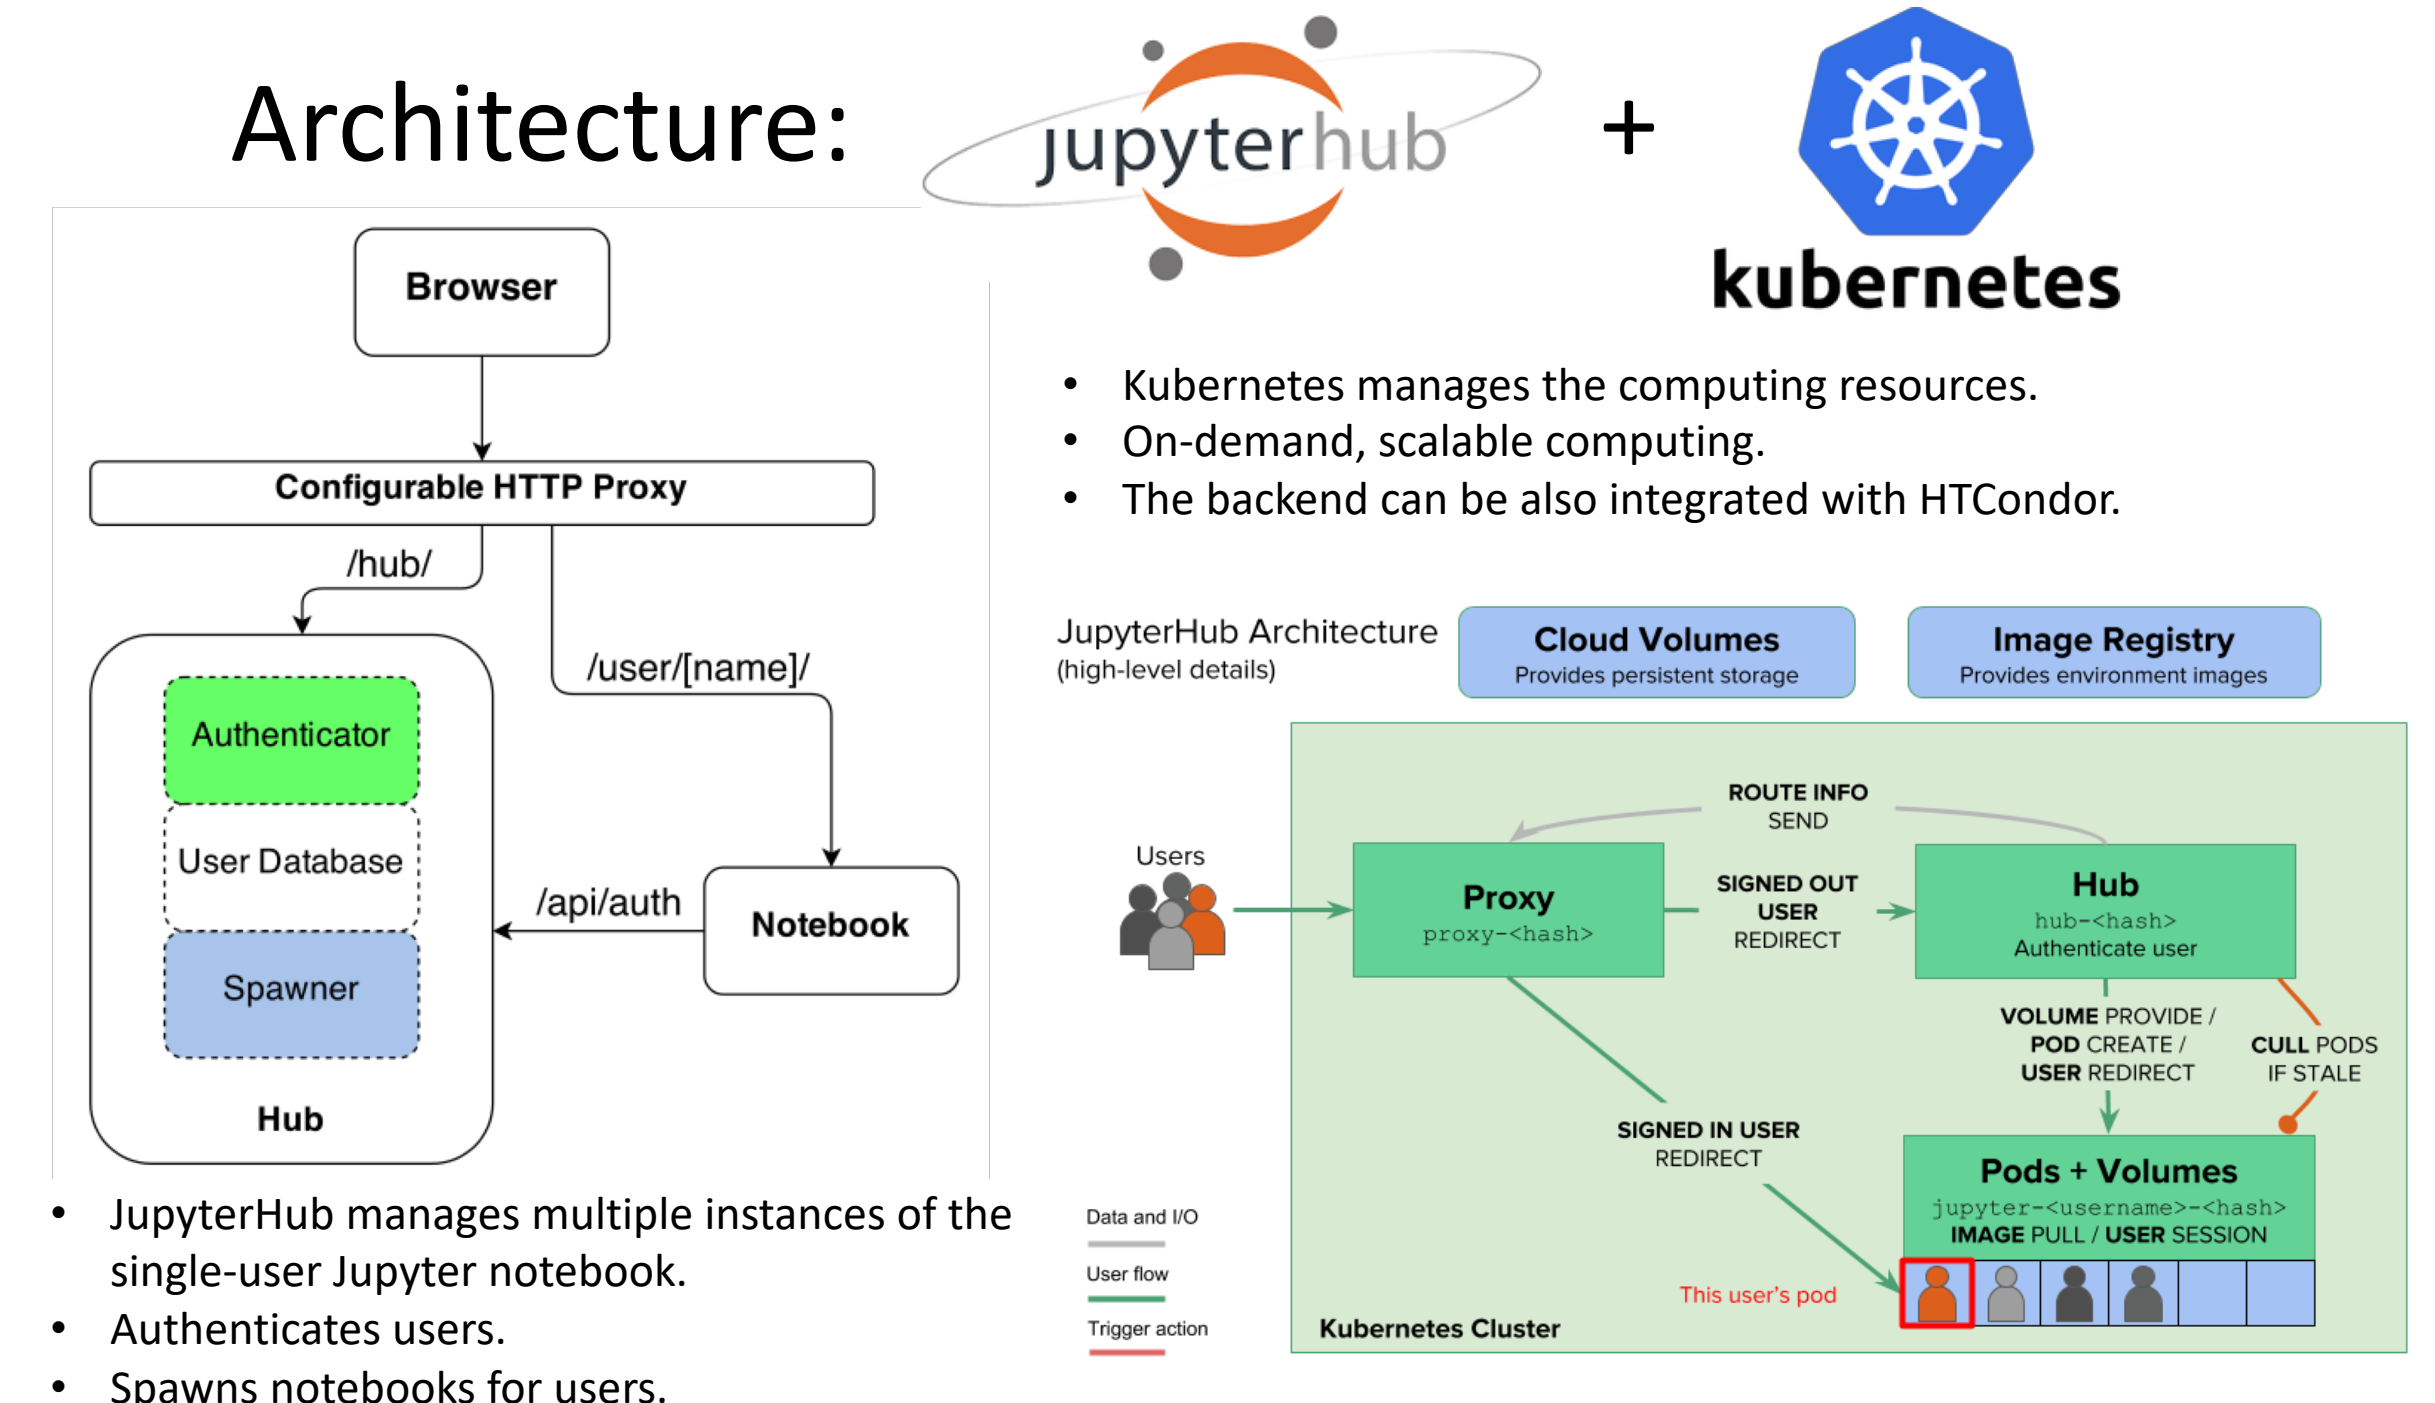 Architecture:
jupyterhub
+
kubernetes
Browser
Configurable HTTP Proxy
/hub/
/user/[name]/
Authenticator
User Database
Spawner
Hub
/api/auth
Notebook
• JupyterHub manages multiple instances of the
single-user Jupyter notebook.
• Authenticates users.
• Spawns notebooks for users.
• Kubernetes manages the computing resources.
• On-demand, scalable computing.
• The backend can be also integrated with HTCondor.
JupyterHub Architecture
(high-level details)
Cloud Volumes
Provides persistent storage
Image Registry
Provides environment images
Users
ROUTE INFO
SEND
Proxy
proxy-<hash>
SIGNED OUT
USER
REDIRECT
Hub
hub-<hash>
Authenticate user
VOLUME PROVIDE /
POD CREATE /
USER REDIRECT
CULL PODS
IF STALE
SIGNED IN USER
REDIRECT
Pods + Volumes
jupyter-<username>-<hash>
IMAGE PULL / USER SESSION
This user's pod
Kubernetes Cluster
Data and I/O
User flow
Trigger action